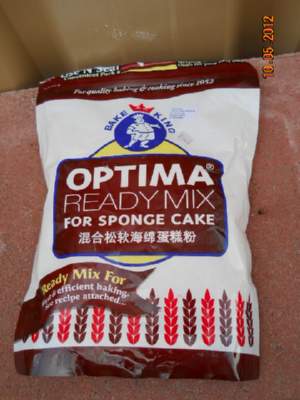 10.05.2012
For quality baking & cooking since 1952
BAKE KING
OPTIMA®
READY MIX
FOR SPONGE CAKE
混合松软海绵蛋糕粉
Ready Mix For
efficient baking
recipe attached...